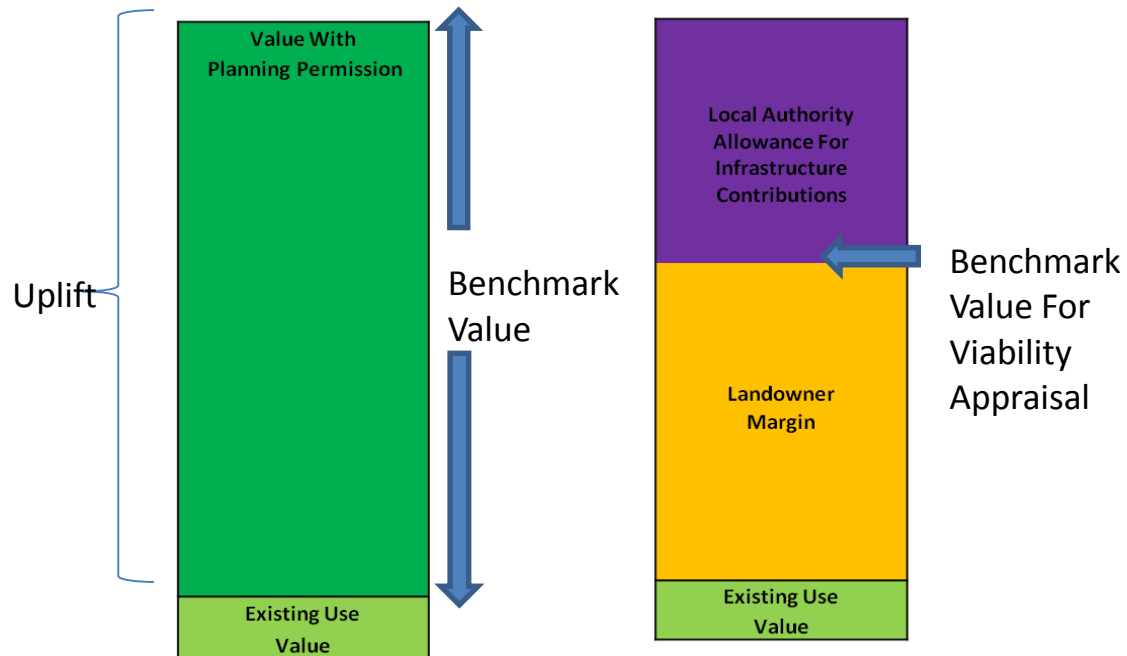 Uplift
Value With
Planning Permission
Existing Use
Value
Benchmark
Value
Local Authority
Allowance For
Infrastructure
Contributions
Landowner
Margin
Existing Use
Value
Benchmark
Value For
Viability
Appraisal